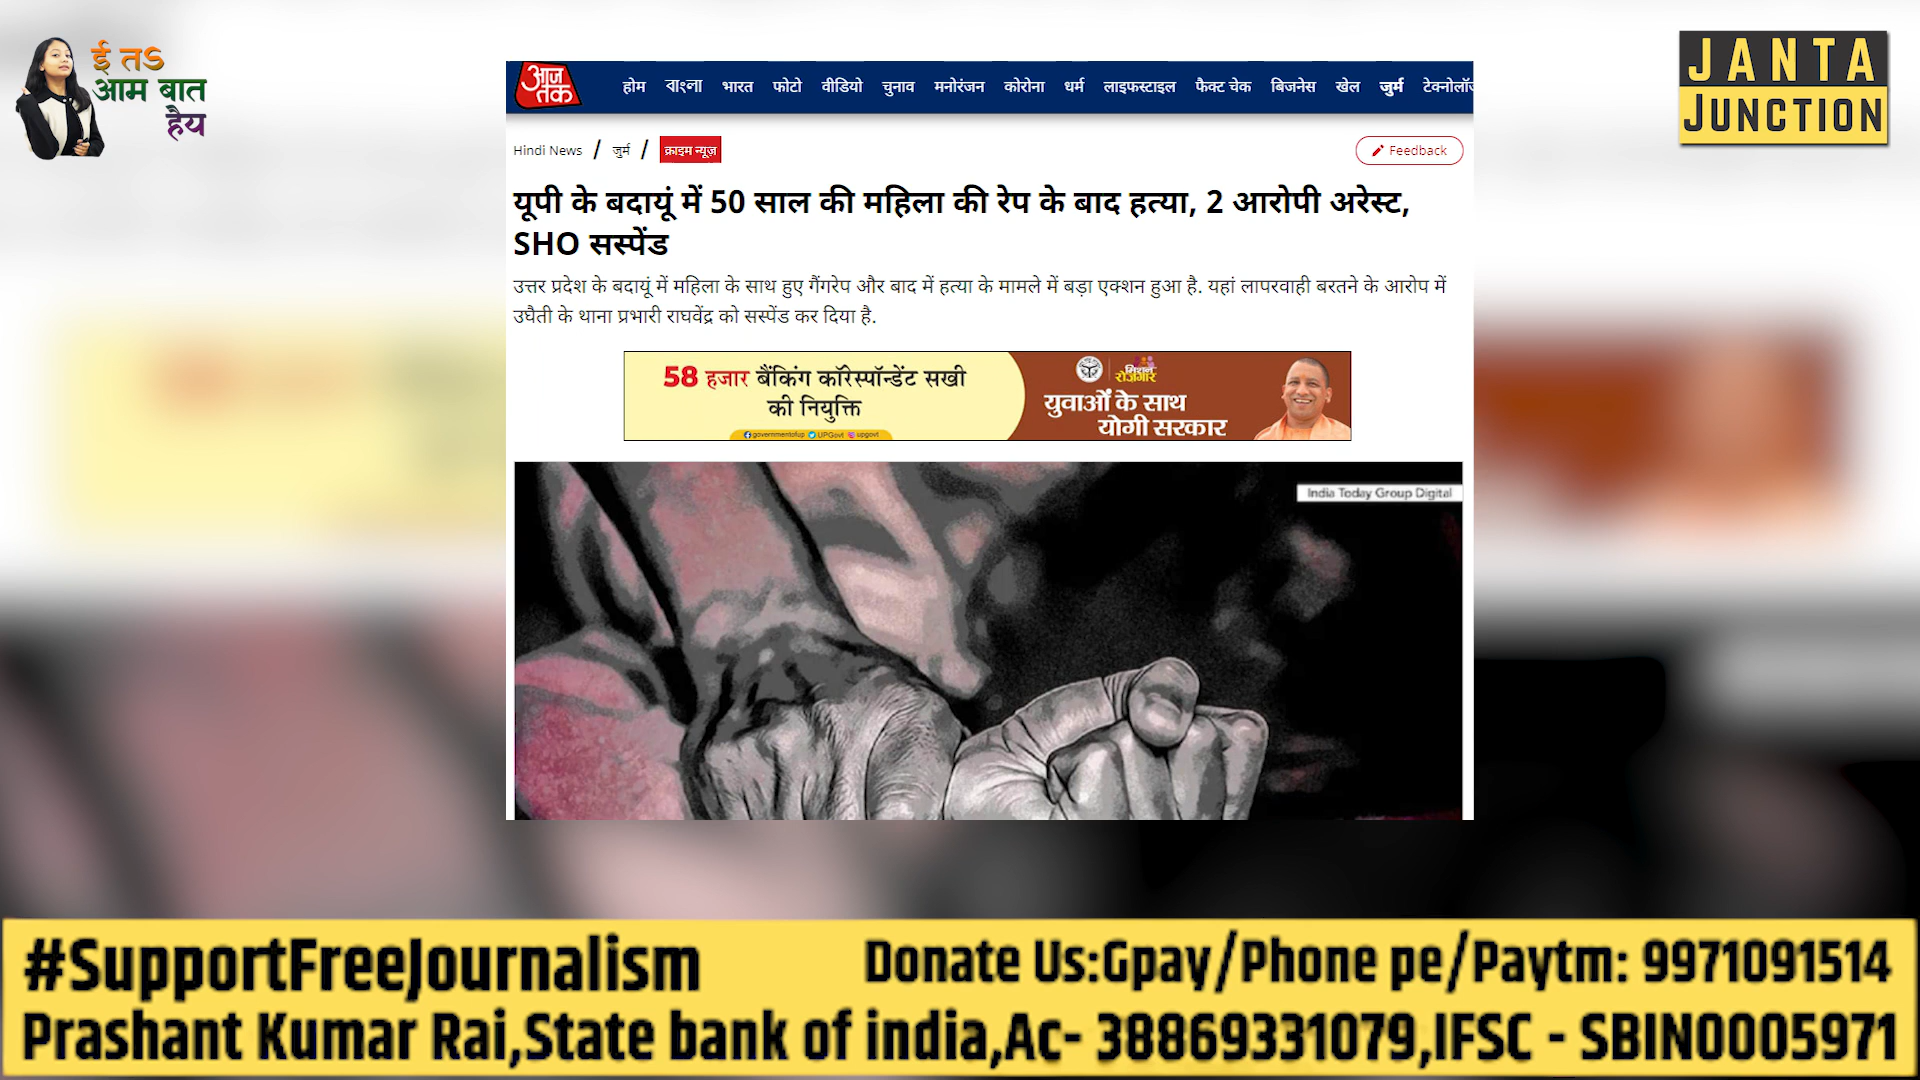 ई तऽ
आम बात
हैय
JANTA
JUNCTION
आज तक
होम বাংলা भारत फोटो वीडियो चुनाव मनोरंजन कोरोना धर्म लाइफस्टाइल फैक्ट चेक बिजनेस खेल जुर्म टेक्नोलॉज
Hindi News / जुर्म / क्राइम न्यूज़
Feedback
यूपी के बदायूं में 50 साल की महिला की रेप के बाद हत्या, 2 आरोपी अरेस्ट,
SHO सस्पेंड
उत्तर प्रदेश के बदायूं में महिला के साथ हुए गैंगरेप और बाद में हत्या के मामले में बड़ा एक्शन हुआ है. यहां लापरवाही बरतने के आरोप में
उघैती के थाना प्रभारी राघवेंद्र को सस्पेंड कर दिया है.
58 हजार बैंकिंग कॉरेस्पॉन्डेंट सखी
की नियुक्ति
governmentofup UPGovt upgovt
मिशन
रोजगार
युवाओं के साथ
योगी सरकार
India Today Group Digital
#SupportFreeJournalism
Donate Us:Gpay/Phone pe/Paytm: 9971091514
Prashant Kumar Rai,State bank of india,Ac- 38869331079,IFSC - SBIN0005971